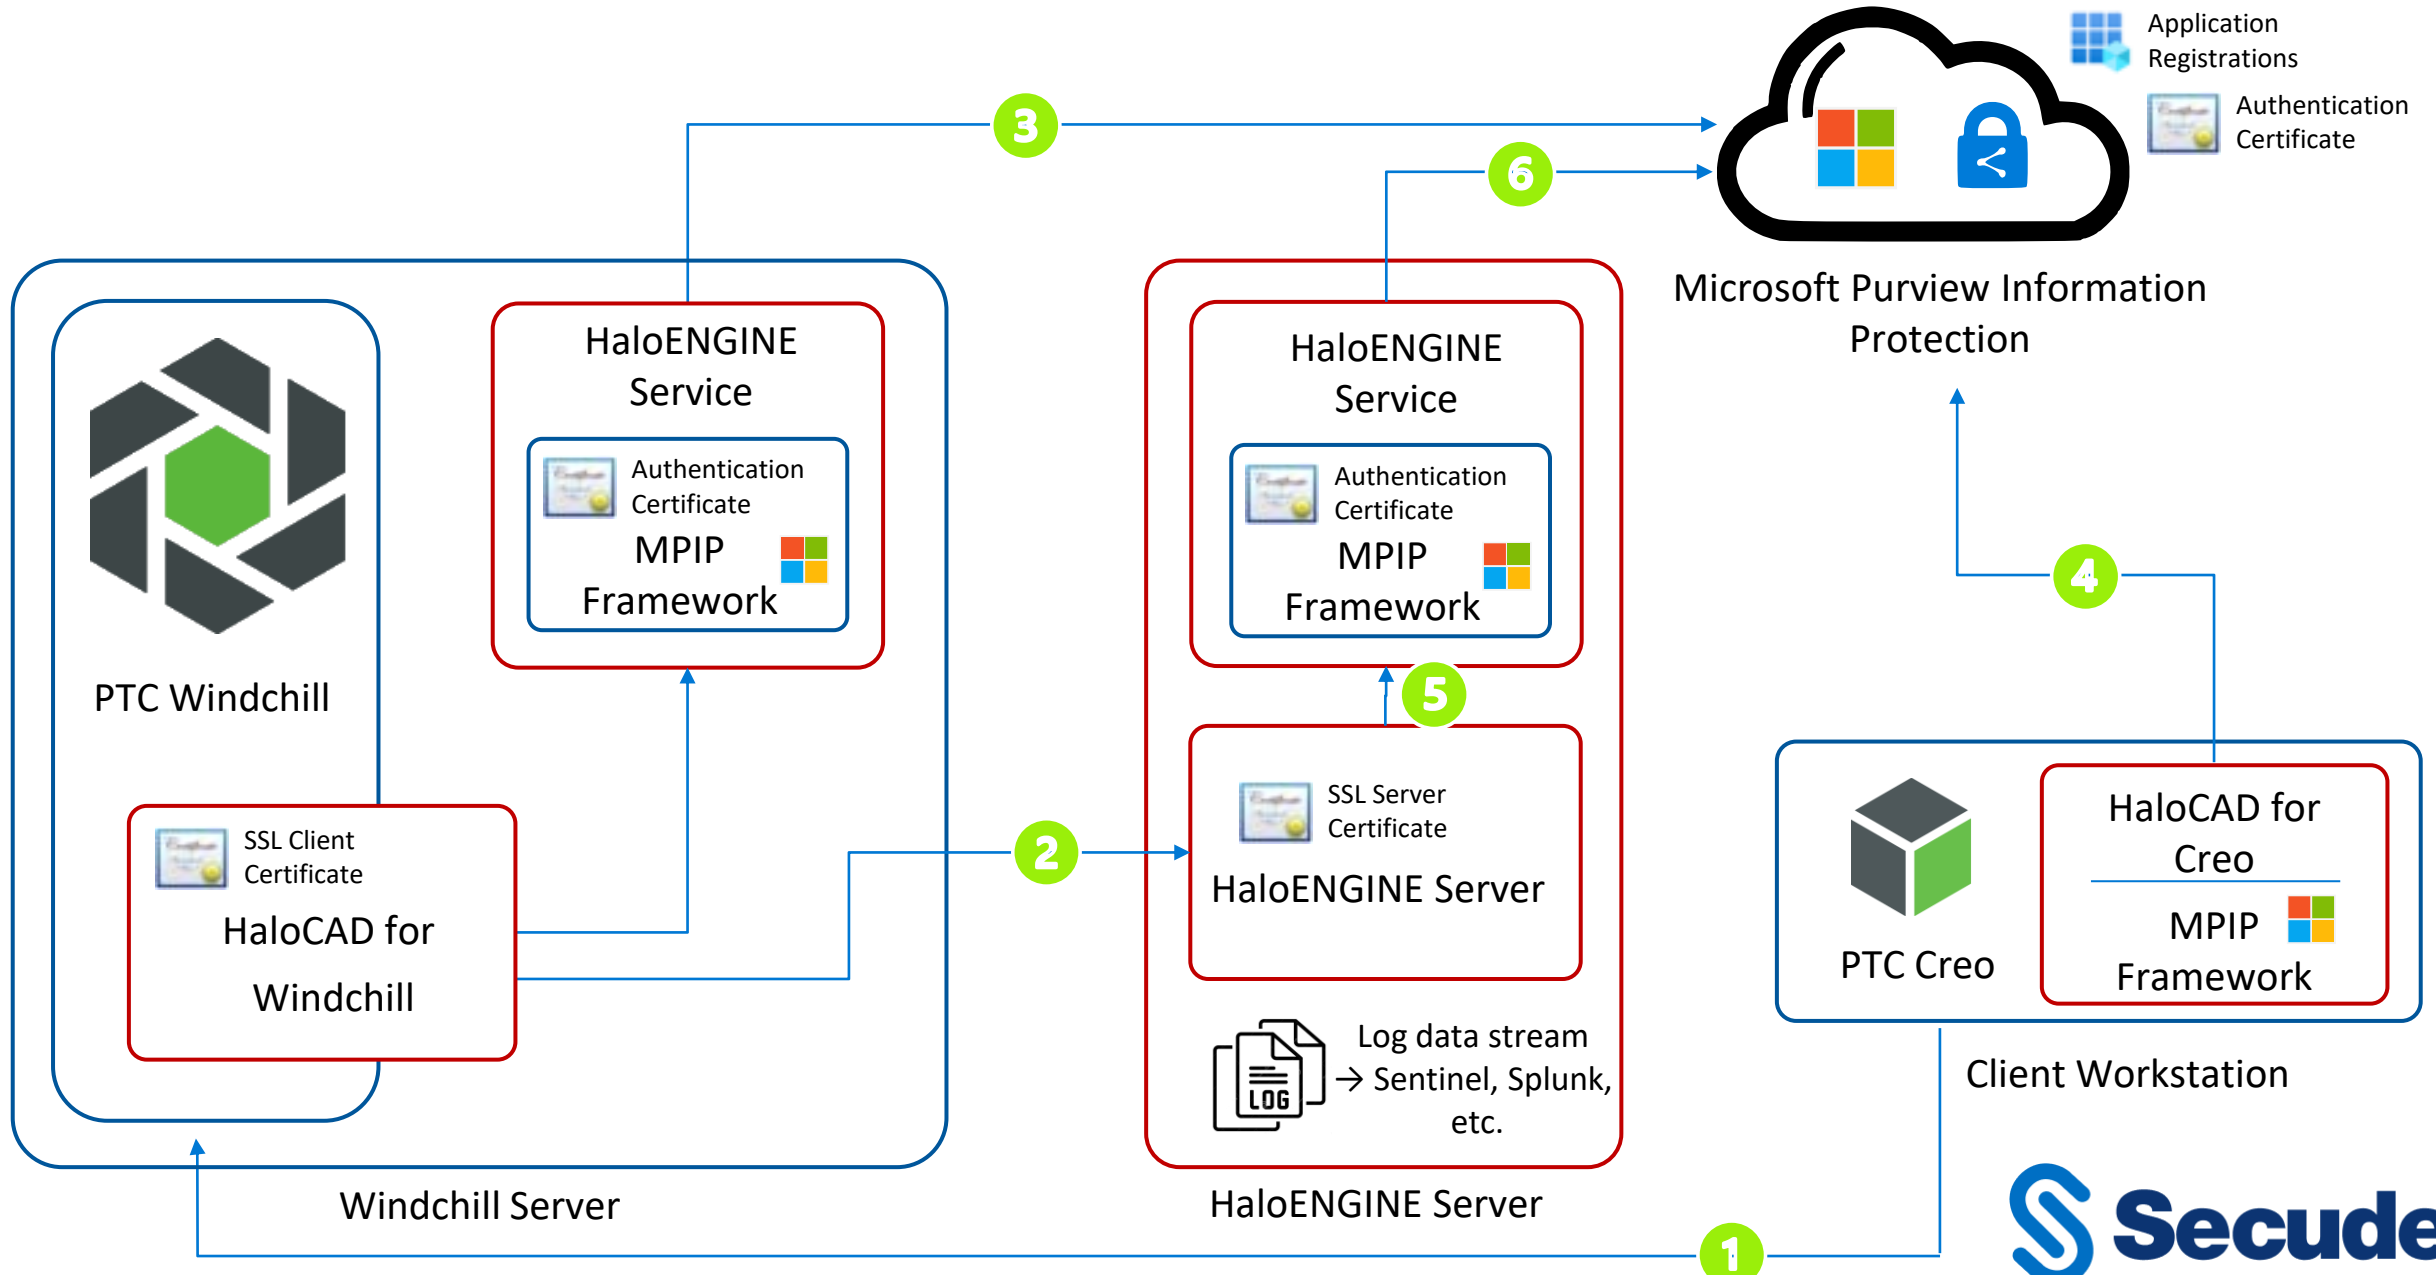 Application
Registrations
Authentication
Certificate
3
6
Microsoft Purview Information
Protection
HaloENGINE
Service
Authentication
Certificate
MPIP
Framework
HaloENGINE
Service
Authentication
Certificate
MPIP
Framework
4
PTC Windchill
5
SSL Client
Certificate
HaloCAD for
Windchill
2
SSL Server
Certificate
HaloENGINE Server
HaloCAD for
Creo
MPIP
Framework
PTC Creo
LOG
Log data stream
→ Sentinel, Splunk,
etc.
Client Workstation
Windchill Server
HaloENGINE Server
1
Secude